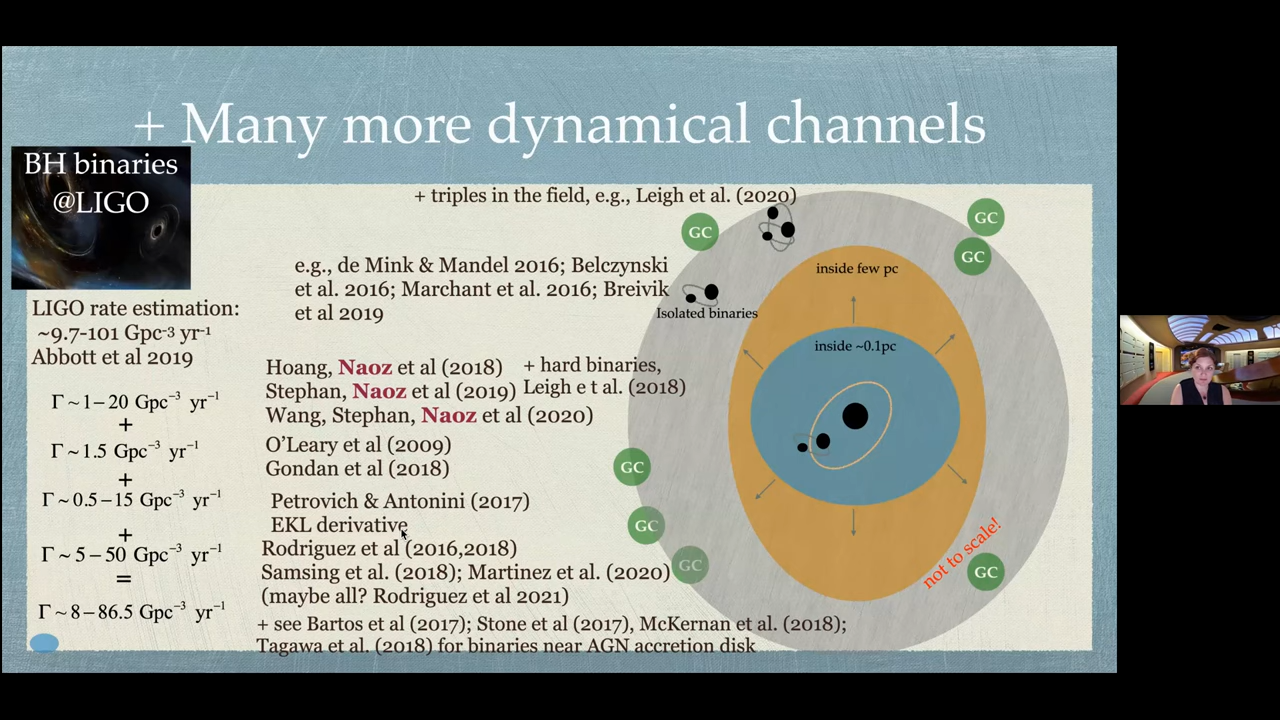 + Many more dynamical channels
BH binaries
@LIGO
+ triples in the field, e.g., Leigh et al. (2020)
GC
GC
GC
inside few pc
e.g., de Mink & Mandel 2016; Belczynski
et al. 2016; Marchant et al. 2016; Breivik
et al 2019
Isolated binaries
LIGO rate estimation:
~9.7-101 Gpc⁻³ yr⁻¹
Abbott et al 2019
inside ~0.1pc
Hoang, Naoz et al (2018)
Stephan, Naoz et al (2019)
Wang, Stephan, Naoz et al (2020)
+ hard binaries,
Leigh e t al. (2018)
Γ ~ 1 – 20 Gpc⁻³ yr⁻¹
+
Γ ~ 1.5 Gpc⁻³ yr⁻¹
+
Γ ~ 0.5 – 15 Gpc⁻³ yr⁻¹
+
Γ ~ 5 – 50 Gpc⁻³ yr⁻¹
=
Γ ~ 8 – 86.5 Gpc⁻³ yr⁻¹
O'Leary et al (2009)
Gondan et al (2018)
Petrovich & Antonini (2017)
EKL derivative
Rodriguez et al (2016,2018)
Samsing et al. (2018); Martinez et al. (2020)
(maybe all? Rodriguez et al 2021)
+ see Bartos et al (2017); Stone et al (2017), McKernan et al. (2018);
Tagawa et al. (2018) for binaries near AGN accretion disk
GC
GC
GC
GC
not to scale!